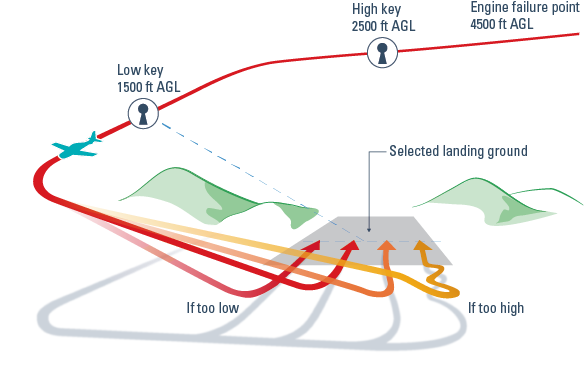 High key
2500 ft AGL
Engine failure point
4500 ft AGL
Low key
1500 ft AGL
Selected landing ground
If too low
If too high